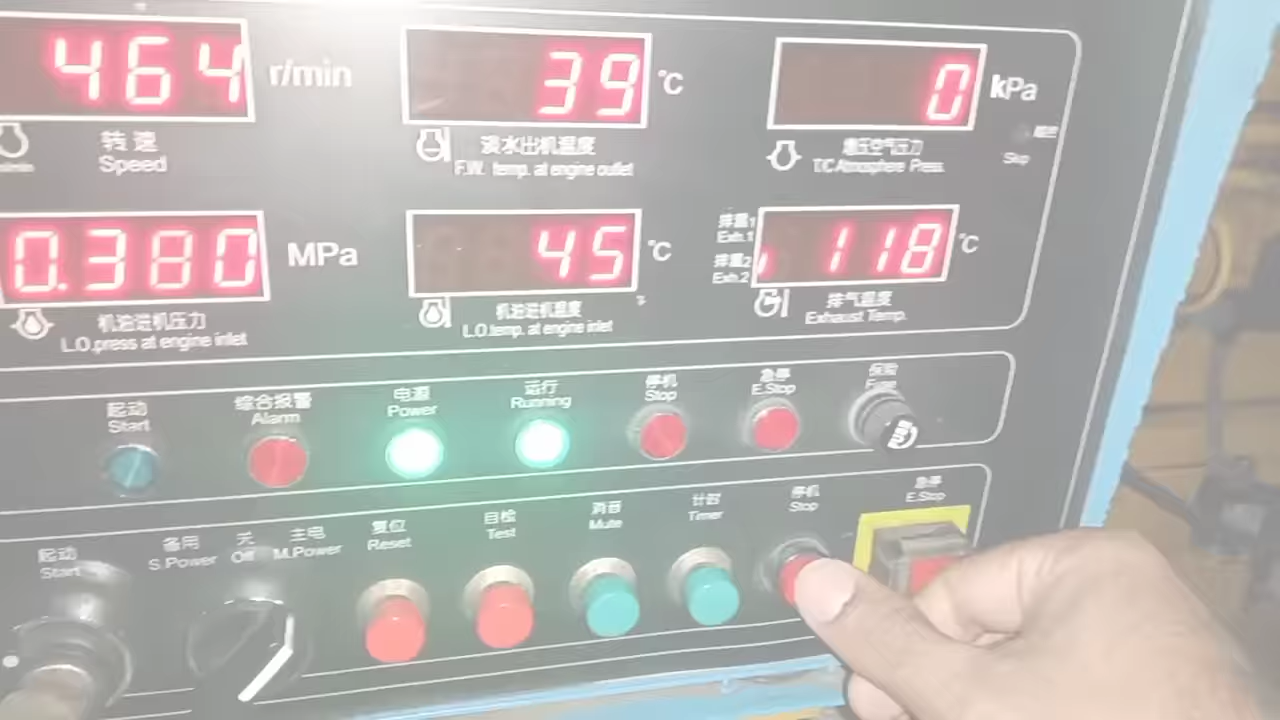 464 r/min
转速
Speed
39 ℃
淡水出机温度
F.W. temp. at engine outlet
0 kPa
增压空气压力
T.C Atmosphere Press.
Skip
0.380 MPa
机油进机压力
L.O.press at engine inlet
45 ℃
机油进机温度
L.O.temp. at engine inlet
排温1
Exh.1
排温2
Exh.2
118 ℃
排气温度
Exhaust Temp.
起动
Start
综合报警
Alarm
电源
Power
运行
Running
停机
Stop
急停
E.Stop
保险
Fuse
起动
Start
备用
S.Power
关
Off
主电
M.Power
复位
Reset
自检
Test
消音
Mute
计时
Timer
停机
Stop
急停
E.Stop